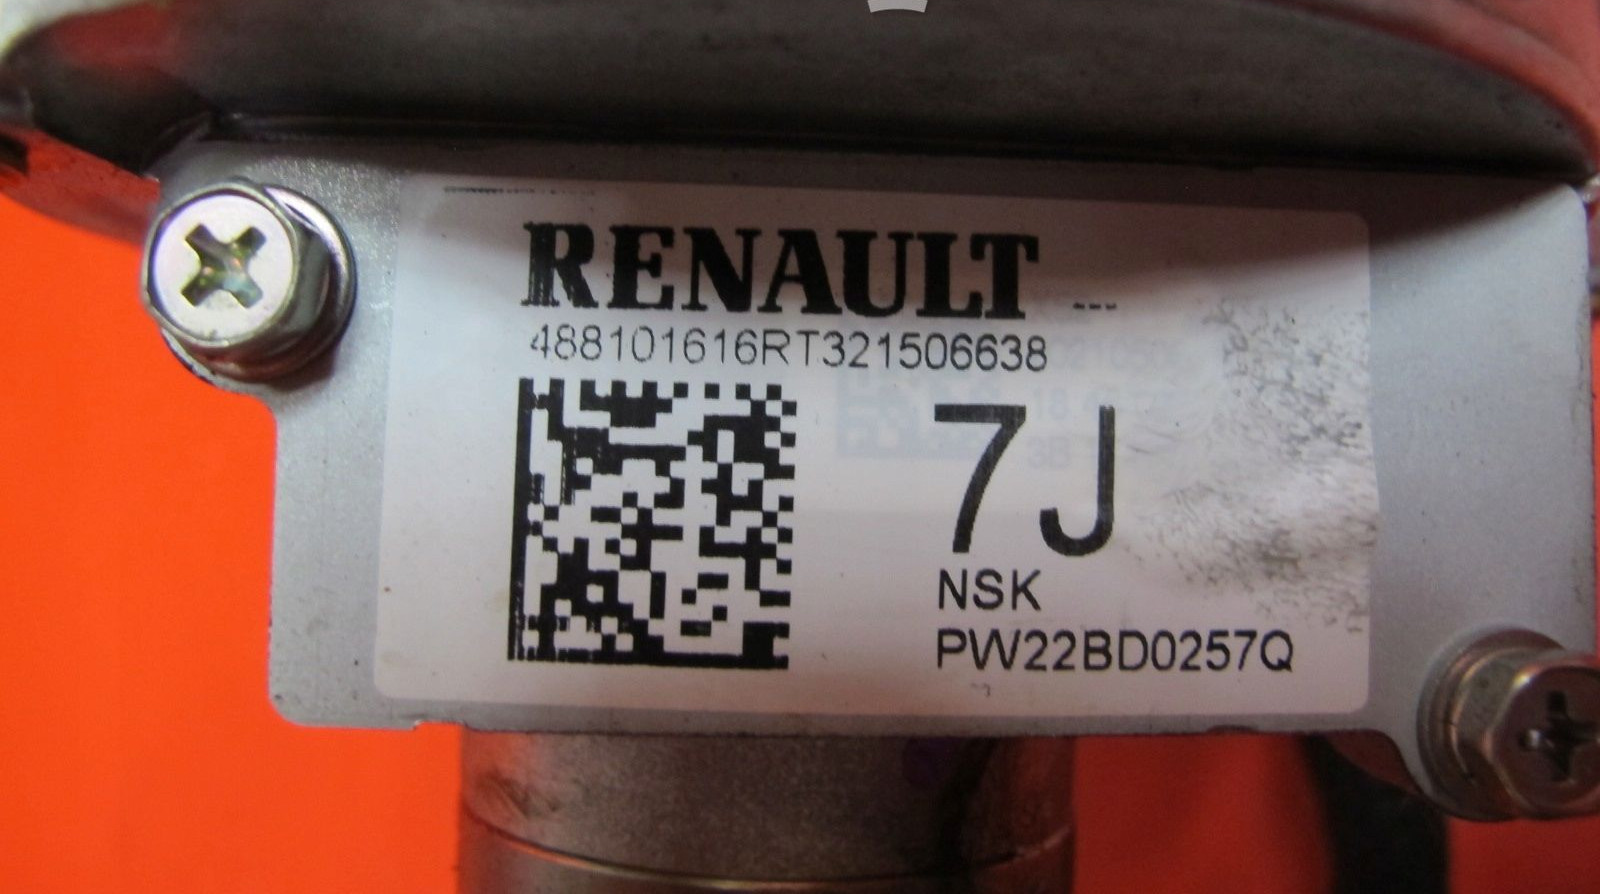 RENAULT ---
488101616RT321506638
7J
NSK
PW22BD0257Q